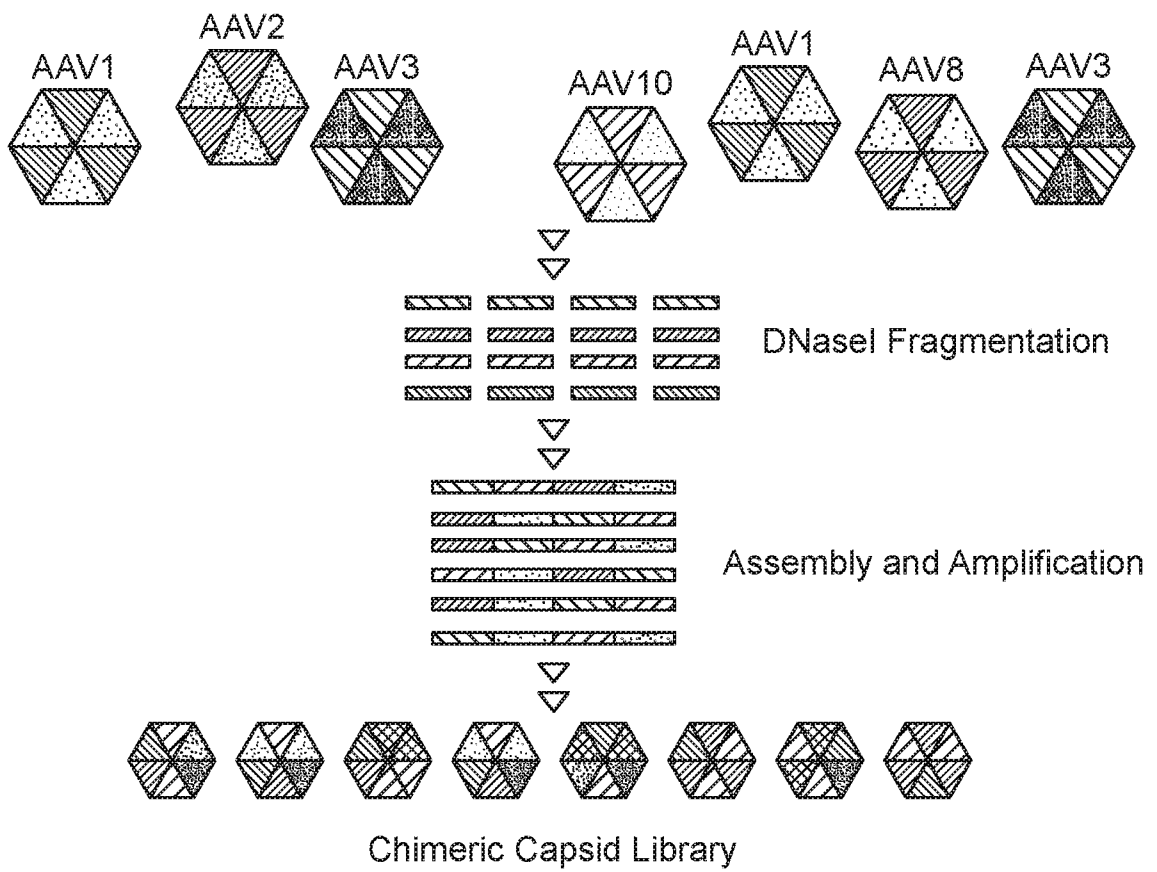 AAV1
AAV2
AAV3
AAV10
AAV1
AAV8
AAV3
DNaseI Fragmentation
Assembly and Amplification
Chimeric Capsid Library